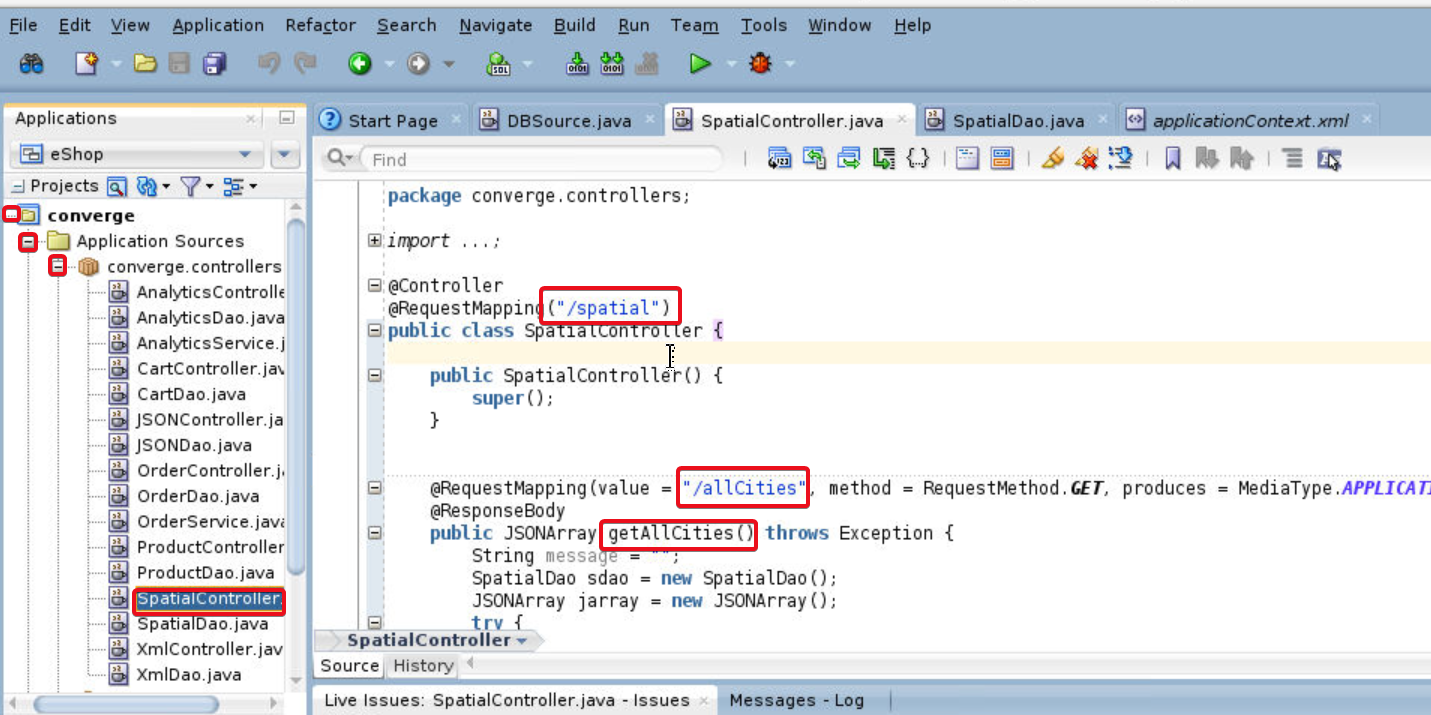 File Edit View Application Refactor Search Navigate Build Run Team Tools Window Help
Applications
eShop
Projects
converge
Application Sources
converge.controllers
AnalyticsControlle
AnalyticsDao.java
AnalyticsService.j
CartController.jav
CartDao.java
JSONController.ja
JSONDao.java
OrderController.j
OrderDao.java
OrderService.java
ProductController
ProductDao.java
SpatialController.
SpatialDao.java
XmlController.jav
XmlDao.java
Start Page DBSource.java SpatialController.java SpatialDao.java applicationContext.xml
Find
package converge.controllers;
import ...;
@Controller
@RequestMapping("/spatial")
public class SpatialController {
public SpatialController() {
super();
}
@RequestMapping(value = "/allCities", method = RequestMethod.GET, produces = MediaType.APPLICATI
@ResponseBody
public JSONArray getAllCities() throws Exception {
String message = "";
SpatialDao sdao = new SpatialDao();
JSONArray jarray = new JSONArray();
try {
SpatialController
Source History
Live Issues: SpatialController.java - Issues Messages - Log